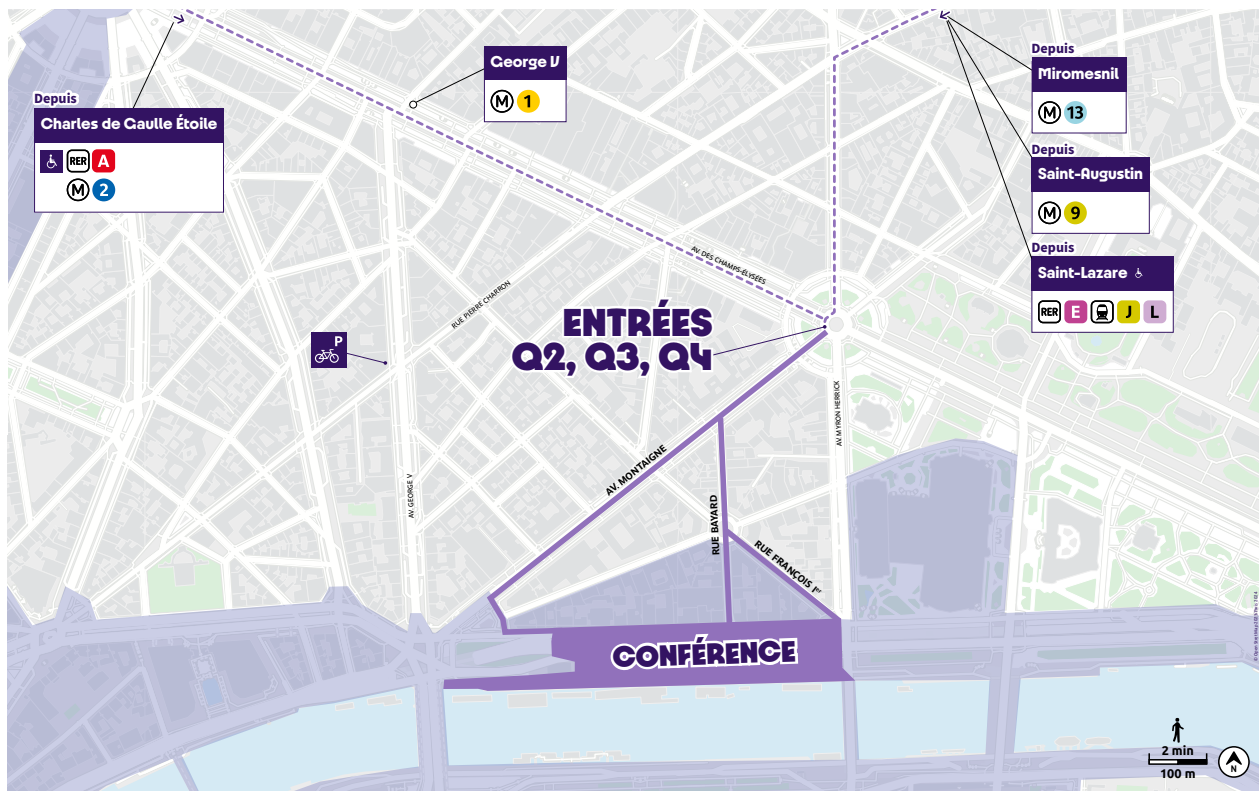 Depuis
Charles de Gaulle Étoile
RER A
M 2
George V
M 1
Depuis
Miromesnil
M 13
Depuis
Saint-Augustin
M 9
Depuis
Saint-Lazare
RER E J L
AV. DES CHAMPS-ÉLYSÉES
RUE PIERRE CHARRON
ENTRÉES
Q2, Q3, Q4
P
AV. MYRON HERRICK
AV. MONTAIGNE
AV. GEORGE V
RUE BAYARD
RUE FRANÇOIS Iᵉʳ
CONFÉRENCE
2 min
100 m
N